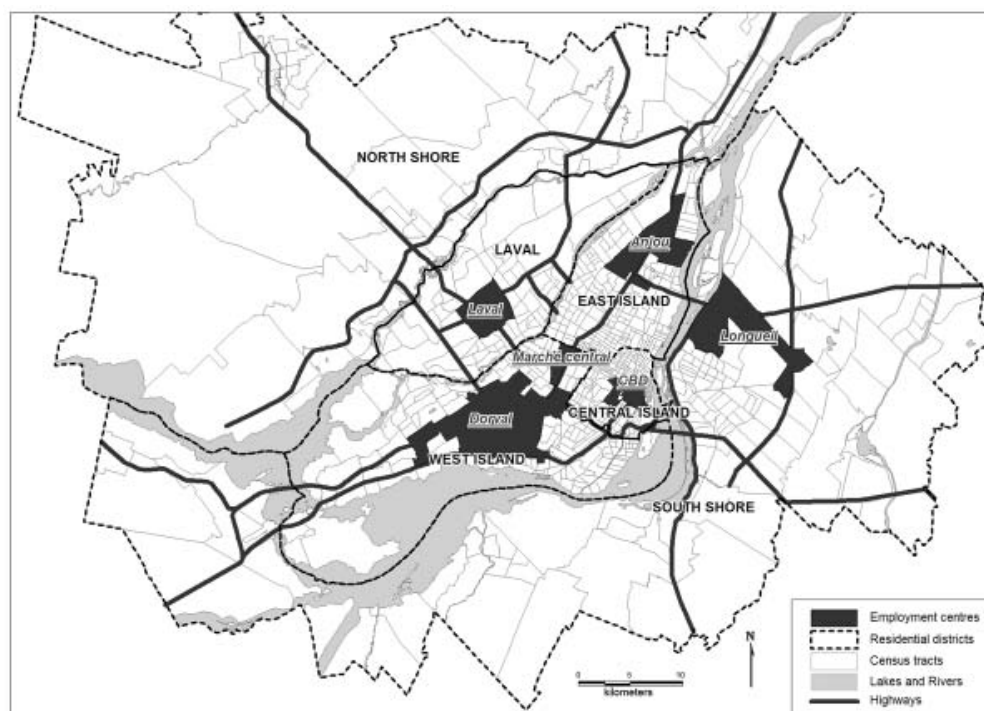 NORTH SHORE
LAVAL
Anjou
EAST ISLAND
Laval
Longueil
Marche central
CBD
CENTRAL ISLAND
Dorval
WEST ISLAND
SOUTH SHORE
N
0 5 10
kilometers
Employment centres
Residential districts
Census tracts
Lakes and Rivers
Highways